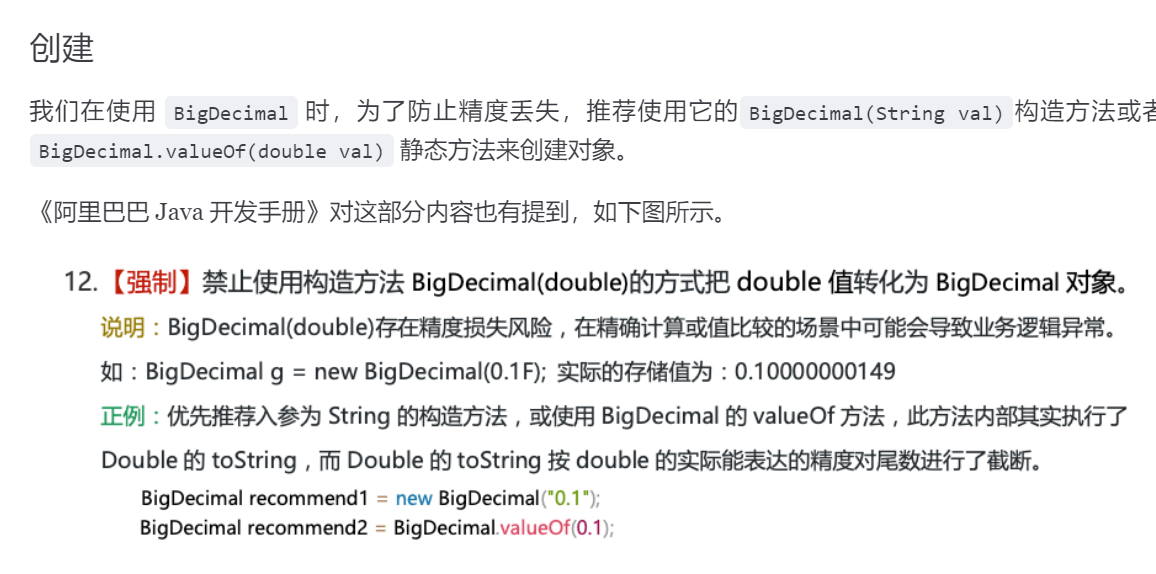 创建
我们在使用 BigDecimal 时，为了防止精度丢失，推荐使用它的 BigDecimal(String val) 构造方法或者
BigDecimal.valueOf(double val) 静态方法来创建对象。
《阿里巴巴 Java 开发手册》对这部分内容也有提到，如下图所示。
12.【强制】禁止使用构造方法 BigDecimal(double)的方式把 double 值转化为 BigDecimal 对象。
说明：BigDecimal(double)存在精度损失风险，在精确计算或值比较的场景中可能会导致业务逻辑异常。
如：BigDecimal g = new BigDecimal(0.1F); 实际的存储值为：0.10000000149
正例：优先推荐入参为 String 的构造方法，或使用 BigDecimal 的 valueOf 方法，此方法内部其实执行了
Double 的 toString，而 Double 的 toString 按 double 的实际能表达的精度对尾数进行了截断。
BigDecimal recommend1 = new BigDecimal("0.1");
BigDecimal recommend2 = BigDecimal.valueOf(0.1);